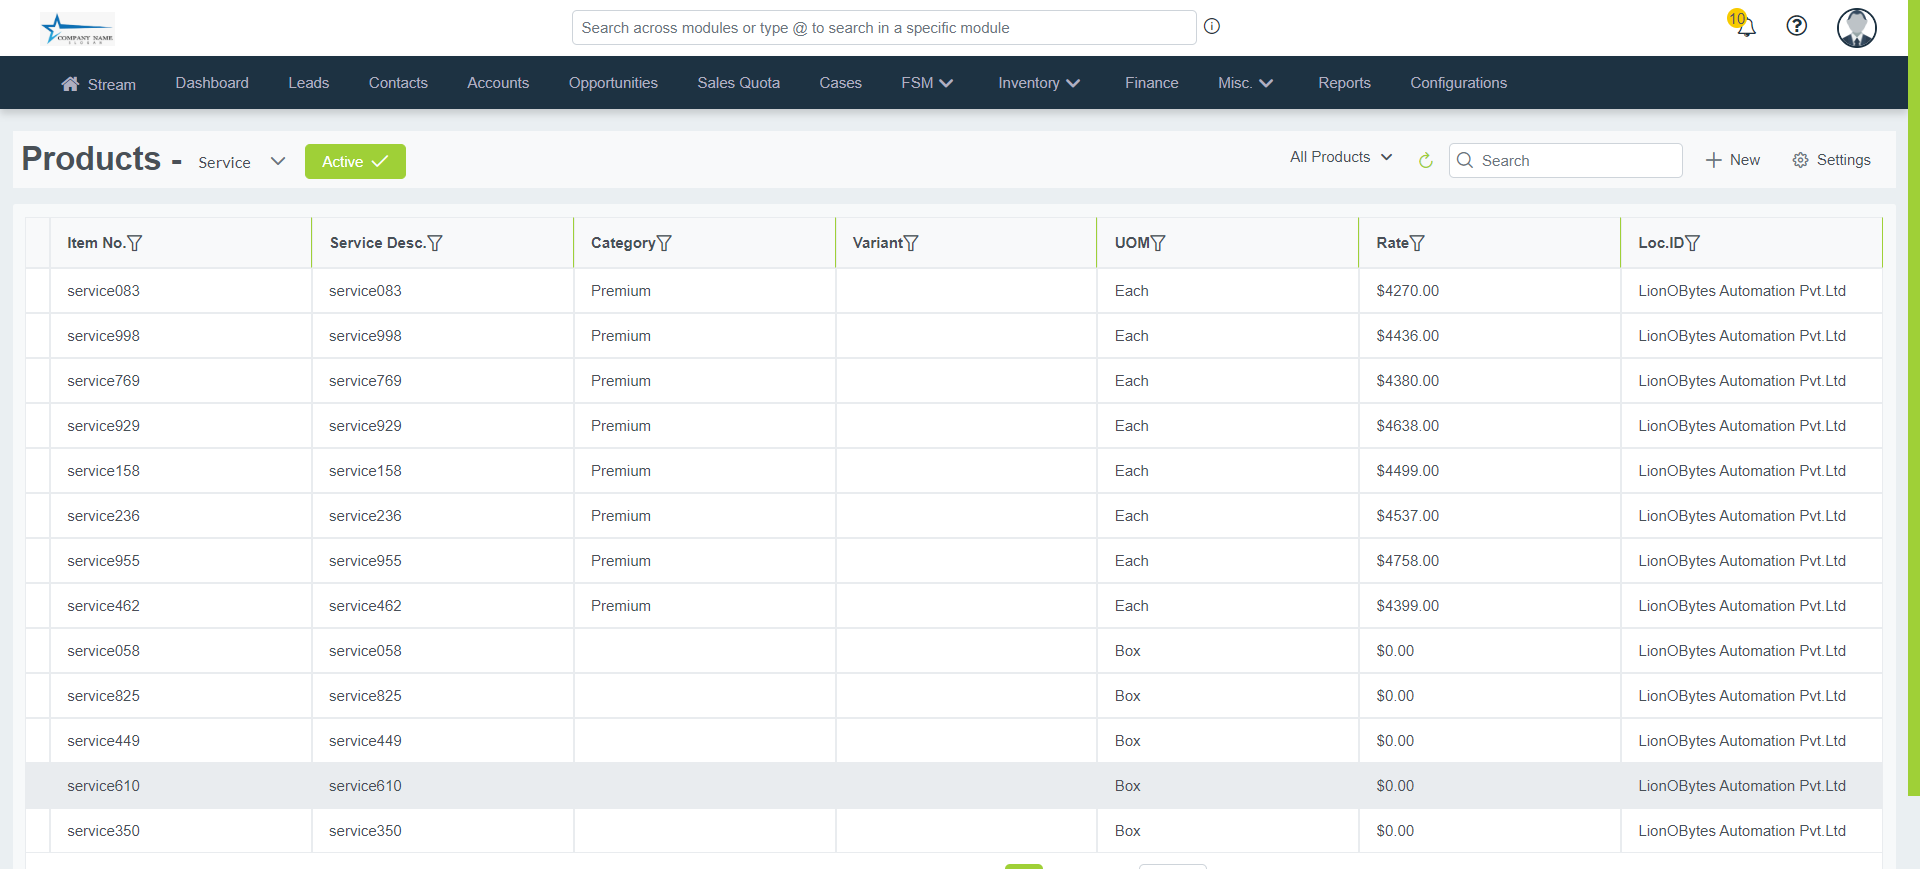 COMPANY NAME
Search across modules or type @ to search in a specific module
10
Stream Dashboard Leads Contacts Accounts Opportunities Sales Quota Cases FSM Inventory Finance Misc. Reports Configurations
Products - Service Active All Products Search New Settings
Item No. Service Desc. Category Variant UOM Rate Loc.ID
service083 service083 Premium Each $4270.00 LionOBytes Automation Pvt.Ltd
service998 service998 Premium Each $4436.00 LionOBytes Automation Pvt.Ltd
service769 service769 Premium Each $4380.00 LionOBytes Automation Pvt.Ltd
service929 service929 Premium Each $4638.00 LionOBytes Automation Pvt.Ltd
service158 service158 Premium Each $4499.00 LionOBytes Automation Pvt.Ltd
service236 service236 Premium Each $4537.00 LionOBytes Automation Pvt.Ltd
service955 service955 Premium Each $4758.00 LionOBytes Automation Pvt.Ltd
service462 service462 Premium Each $4399.00 LionOBytes Automation Pvt.Ltd
service058 service058 Box $0.00 LionOBytes Automation Pvt.Ltd
service825 service825 Box $0.00 LionOBytes Automation Pvt.Ltd
service449 service449 Box $0.00 LionOBytes Automation Pvt.Ltd
service610 service610 Box $0.00 LionOBytes Automation Pvt.Ltd
service350 service350 Box $0.00 LionOBytes Automation Pvt.Ltd